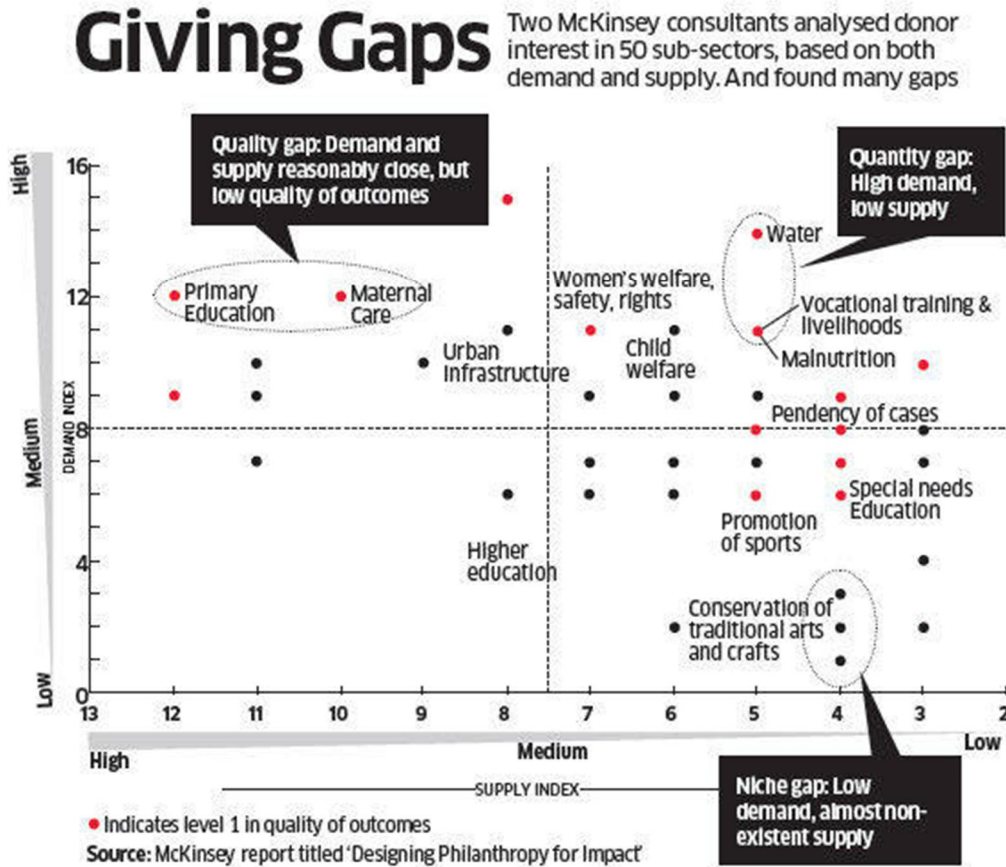 Giving Gaps
Two McKinsey consultants analysed donor
interest in 50 sub-sectors, based on both
demand and supply. And found many gaps
Quality gap: Demand and
supply reasonably close, but
low quality of outcomes
Quantity gap:
High demand,
low supply
High
Medium
Low
DEMAND INDEX
16
12
8
4
0
Water
Primary
Education
Maternal
Care
Women's welfare,
safety, rights
Vocational training &
livelihoods
Urban
Infrastructure
Child
welfare
Malnutrition
Pendency of cases
Special needs
Education
Promotion
of sports
Higher
education
Conservation of
traditional arts
and crafts
13 12 11 10 9 8 7 6 5 4 3 2
High
Medium
Low
SUPPLY INDEX
Niche gap: Low
demand, almost non-
existent supply
Indicates level 1 in quality of outcomes
Source: McKinsey report titled 'Designing Philanthropy for Impact'